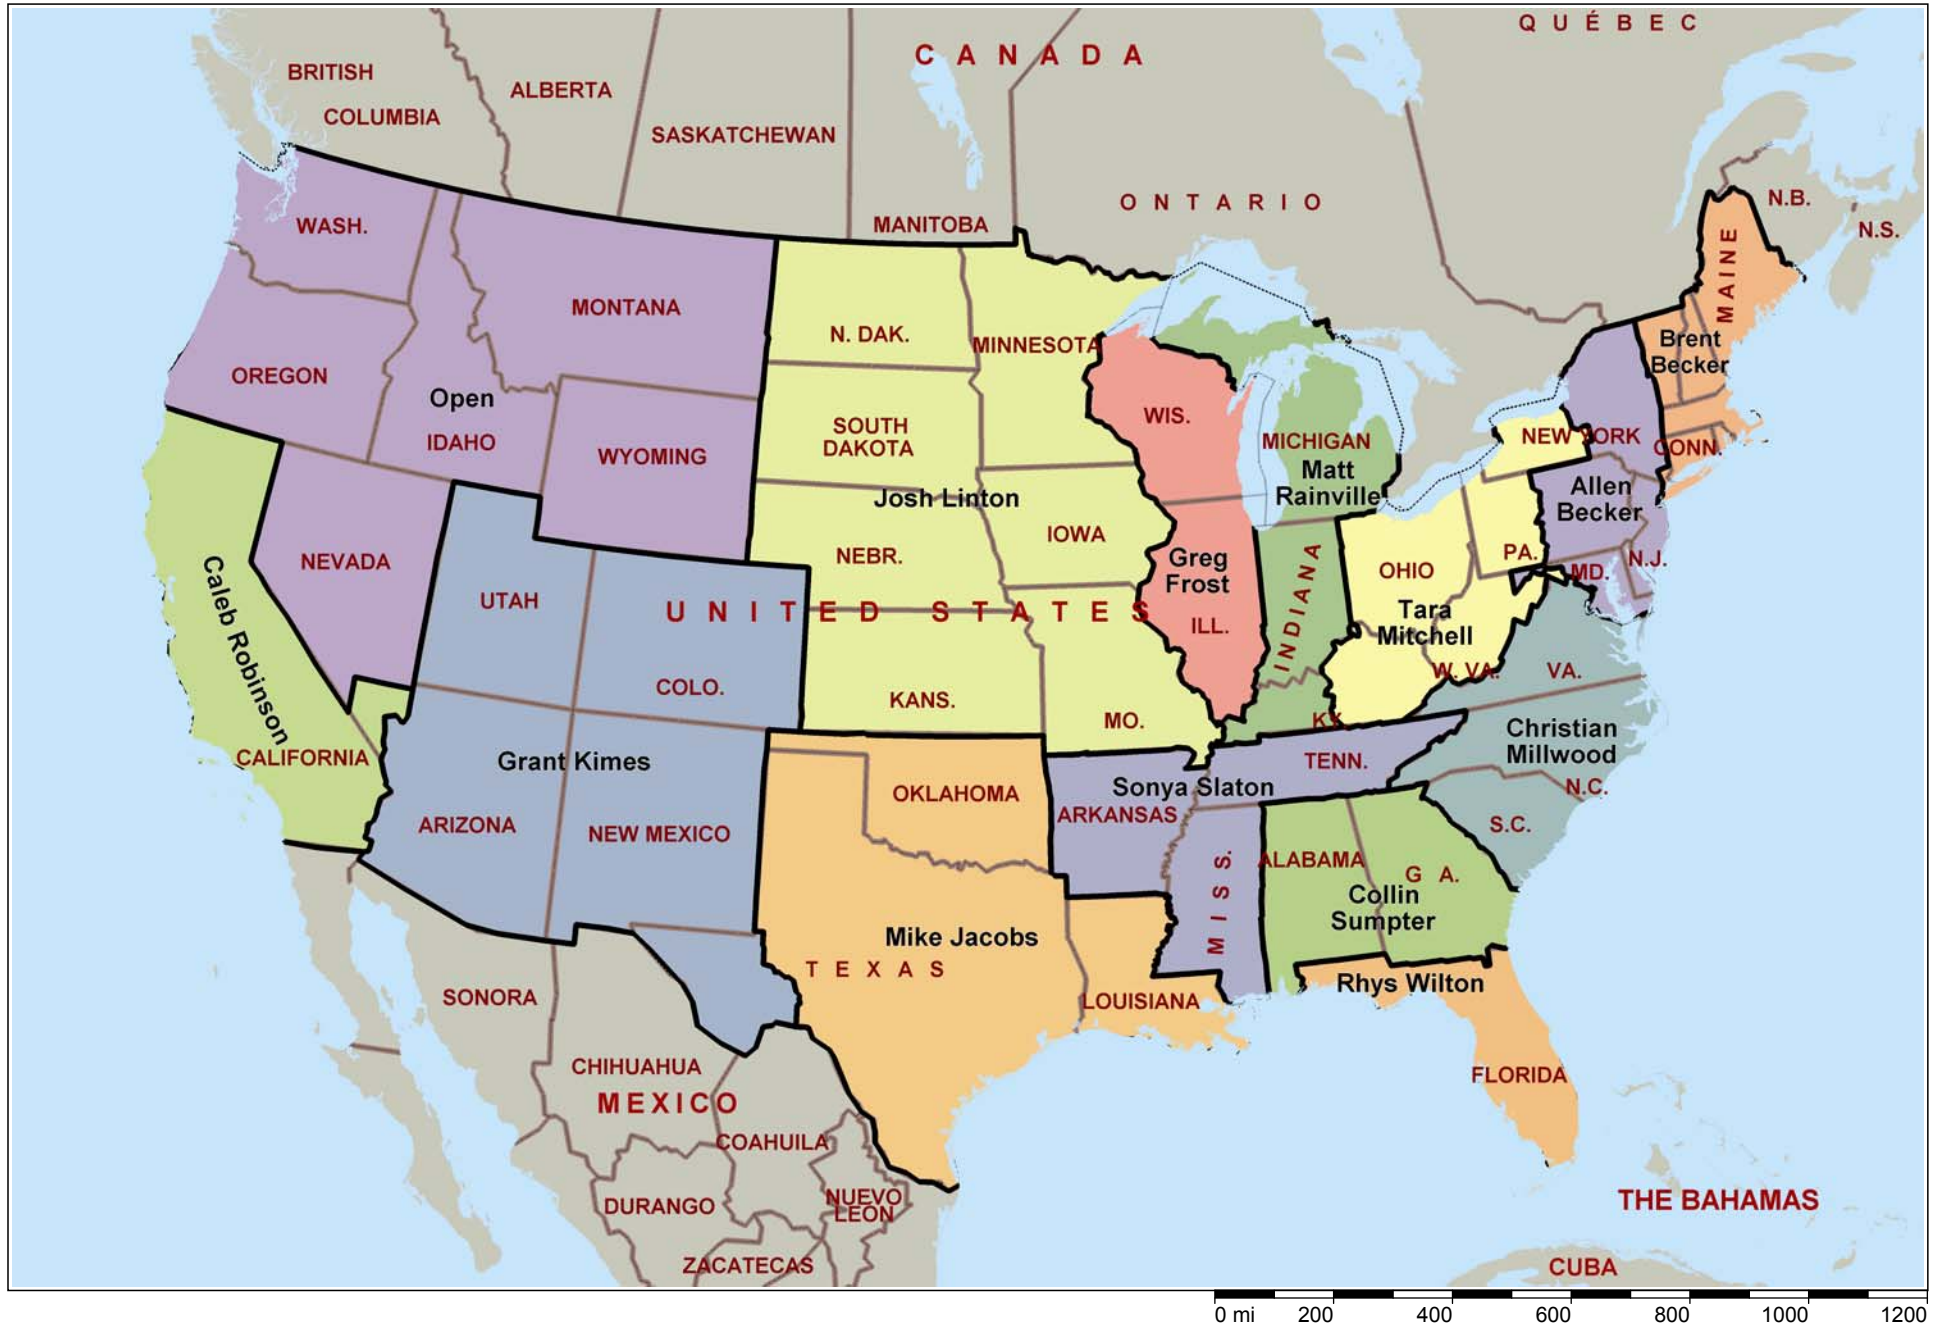 QUÉBEC
CANADA
BRITISH
COLUMBIA
ALBERTA
SASKATCHEWAN
MANITOBA
ONTARIO
N.B.
N.S.
WASH.
MONTANA
MAINE
N. DAK.
MINNESOTA
Brent
Becker
OREGON
Open
IDAHO
WYOMING
SOUTH
DAKOTA
WIS.
MICHIGAN
Matt
Rainville
NEW YORK
CONN.
Allen
Becker
Josh Linton
IOWA
NEBR.
NEVADA
UTAH
Greg
Frost
ILL.
INDIANA
OHIO
PA.
MD.
N.J.
Tara
Mitchell
UNITED STATES
Caleb Robinson
COLO.
KANS.
MO.
KY.
W. VA.
VA.
Christian
Millwood
CALIFORNIA
Grant Kimes
TENN.
Sonya Slaton
N.C.
OKLAHOMA
ARKANSAS
ARIZONA
NEW MEXICO
S.C.
MISS.
ALABAMA
GA.
Collin
Sumpter
Mike Jacobs
TEXAS
Rhys Wilton
SONORA
LOUISIANA
CHIHUAHUA
FLORIDA
MEXICO
COAHUILA
DURANGO
NUEVO
LEÓN
THE BAHAMAS
ZACATECAS
CUBA
0 mi 200 400 600 800 1000 1200